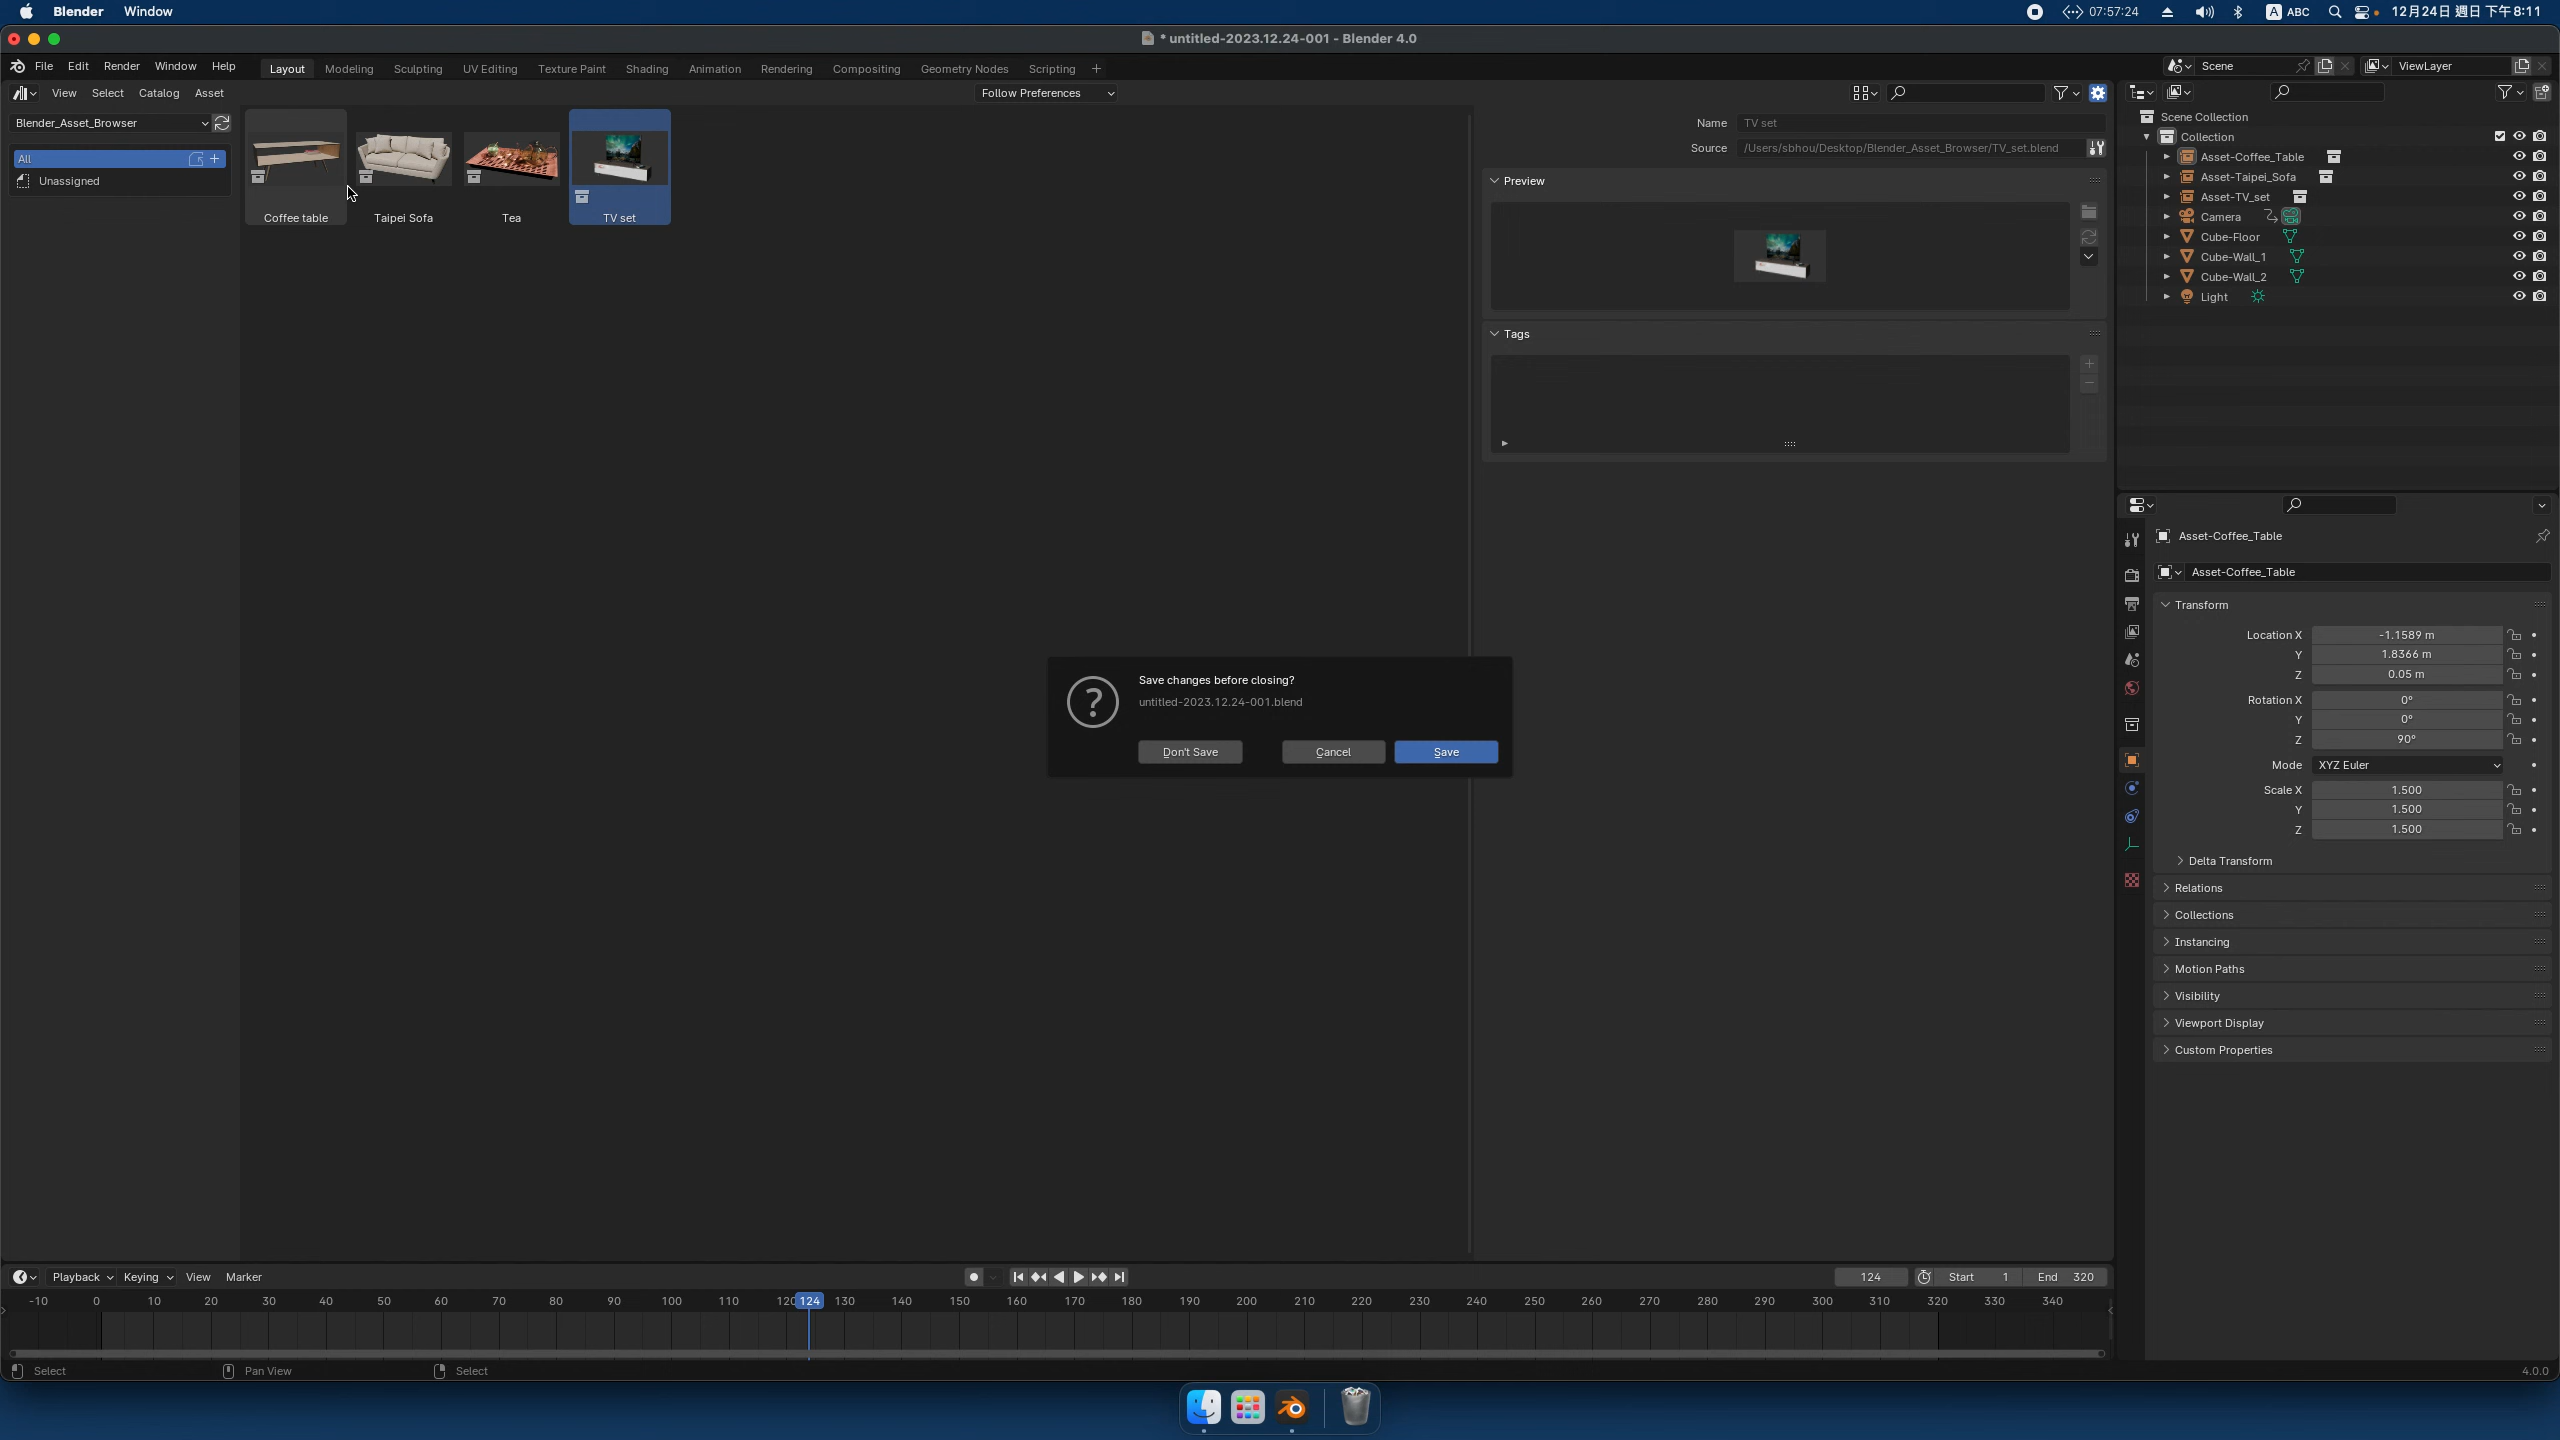 Blender Window
07:57:24 A ABC 12月24日 週日 下午8:11
* untitled-2023.12.24-001 - Blender 4.0
File Edit Render Window Help
Layout Modeling Sculpting UV Editing Texture Paint Shading Animation Rendering Compositing Geometry Nodes Scripting +
Scene ViewLayer
View Select Catalog Asset
Follow Preferences
Blender_Asset_Browser
All
Unassigned
Coffee table
Taipei Sofa
Tea
TV set
Name TV set
Source /Users/sbhou/Desktop/Blender_Asset_Browser/TV_set.blend
Preview
Tags
Scene Collection
Collection
Asset-Coffee_Table
Asset-Taipei_Sofa
Asset-TV_set
Camera
Cube-Floor
Cube-Wall_1
Cube-Wall_2
Light
Save changes before closing?
untitled-2023.12.24-001.blend
Don't Save Cancel Save
Asset-Coffee_Table
Asset-Coffee_Table
Transform
Location X -1.1589 m
Y 1.8366 m
Z 0.05 m
Rotation X 0°
Y 0°
Z 90°
Mode XYZ Euler
Scale X 1.500
Y 1.500
Z 1.500
Delta Transform
Relations
Collections
Instancing
Motion Paths
Visibility
Viewport Display
Custom Properties
Playback Keying View Marker
124 Start 1 End 320
-10 0 10 20 30 40 50 60 70 80 90 100 110 120 124 130 140 150 160 170 180 190 200 210 220 230 240 250 260 270 280 290 300 310 320 330 340
Select Pan View Select
4.0.0